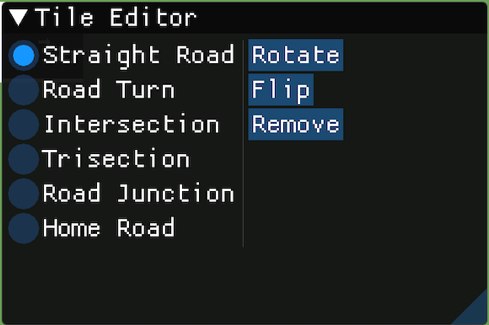 Tile Editor
Straight Road
Road Turn
Intersection
Trisection
Road Junction
Home Road
Rotate
Flip
Remove